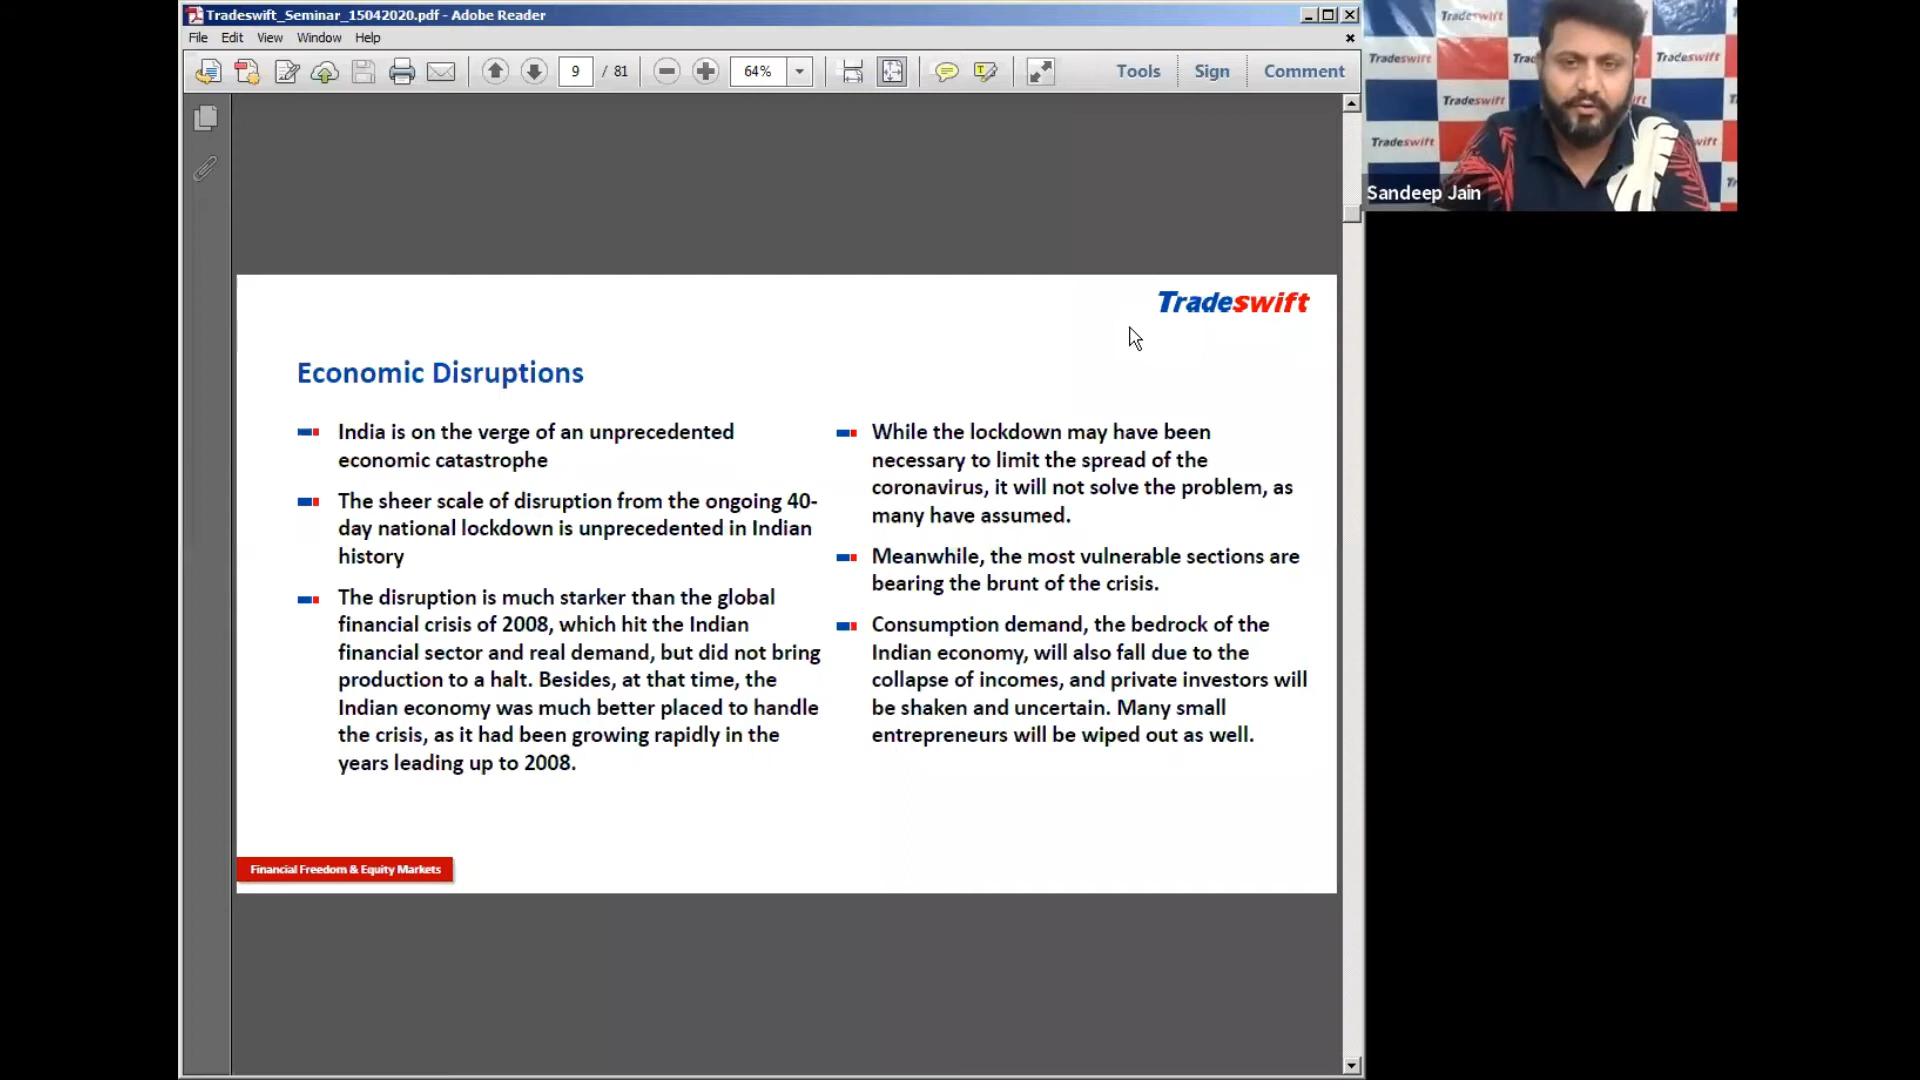 Tradeswift_Seminar_15042020.pdf - Adobe Reader
File Edit View Window Help
9 / 81
64%
Tools Sign Comment
Tradeswift
Tradeswift
Tradeswift
Tradeswift
Tradeswift
Sandeep Jain
Tradeswift
Economic Disruptions
India is on the verge of an unprecedented
economic catastrophe
The sheer scale of disruption from the ongoing 40-
day national lockdown is unprecedented in Indian
history
The disruption is much starker than the global
financial crisis of 2008, which hit the Indian
financial sector and real demand, but did not bring
production to a halt. Besides, at that time, the
Indian economy was much better placed to handle
the crisis, as it had been growing rapidly in the
years leading up to 2008.
While the lockdown may have been
necessary to limit the spread of the
coronavirus, it will not solve the problem, as
many have assumed.
Meanwhile, the most vulnerable sections are
bearing the brunt of the crisis.
Consumption demand, the bedrock of the
Indian economy, will also fall due to the
collapse of incomes, and private investors will
be shaken and uncertain. Many small
entrepreneurs will be wiped out as well.
Financial Freedom & Equity Markets